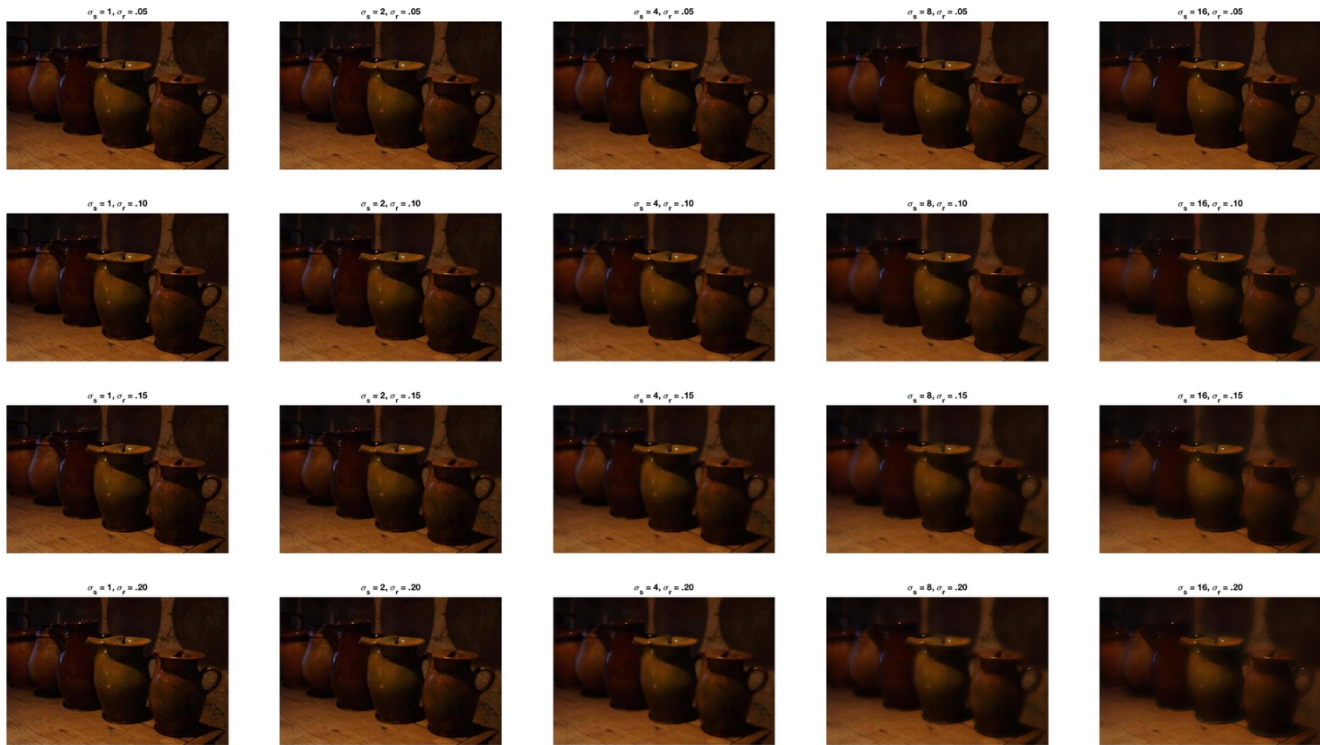 σs = 1, σr = .05
σs = 2, σr = .05
σs = 4, σr = .05
σs = 8, σr = .05
σs = 16, σr = .05
σs = 1, σr = .10
σs = 2, σr = .10
σs = 4, σr = .10
σs = 8, σr = .10
σs = 16, σr = .10
σs = 1, σr = .15
σs = 2, σr = .15
σs = 4, σr = .15
σs = 8, σr = .15
σs = 16, σr = .15
σs = 1, σr = .20
σs = 2, σr = .20
σs = 4, σr = .20
σs = 8, σr = .20
σs = 16, σr = .20